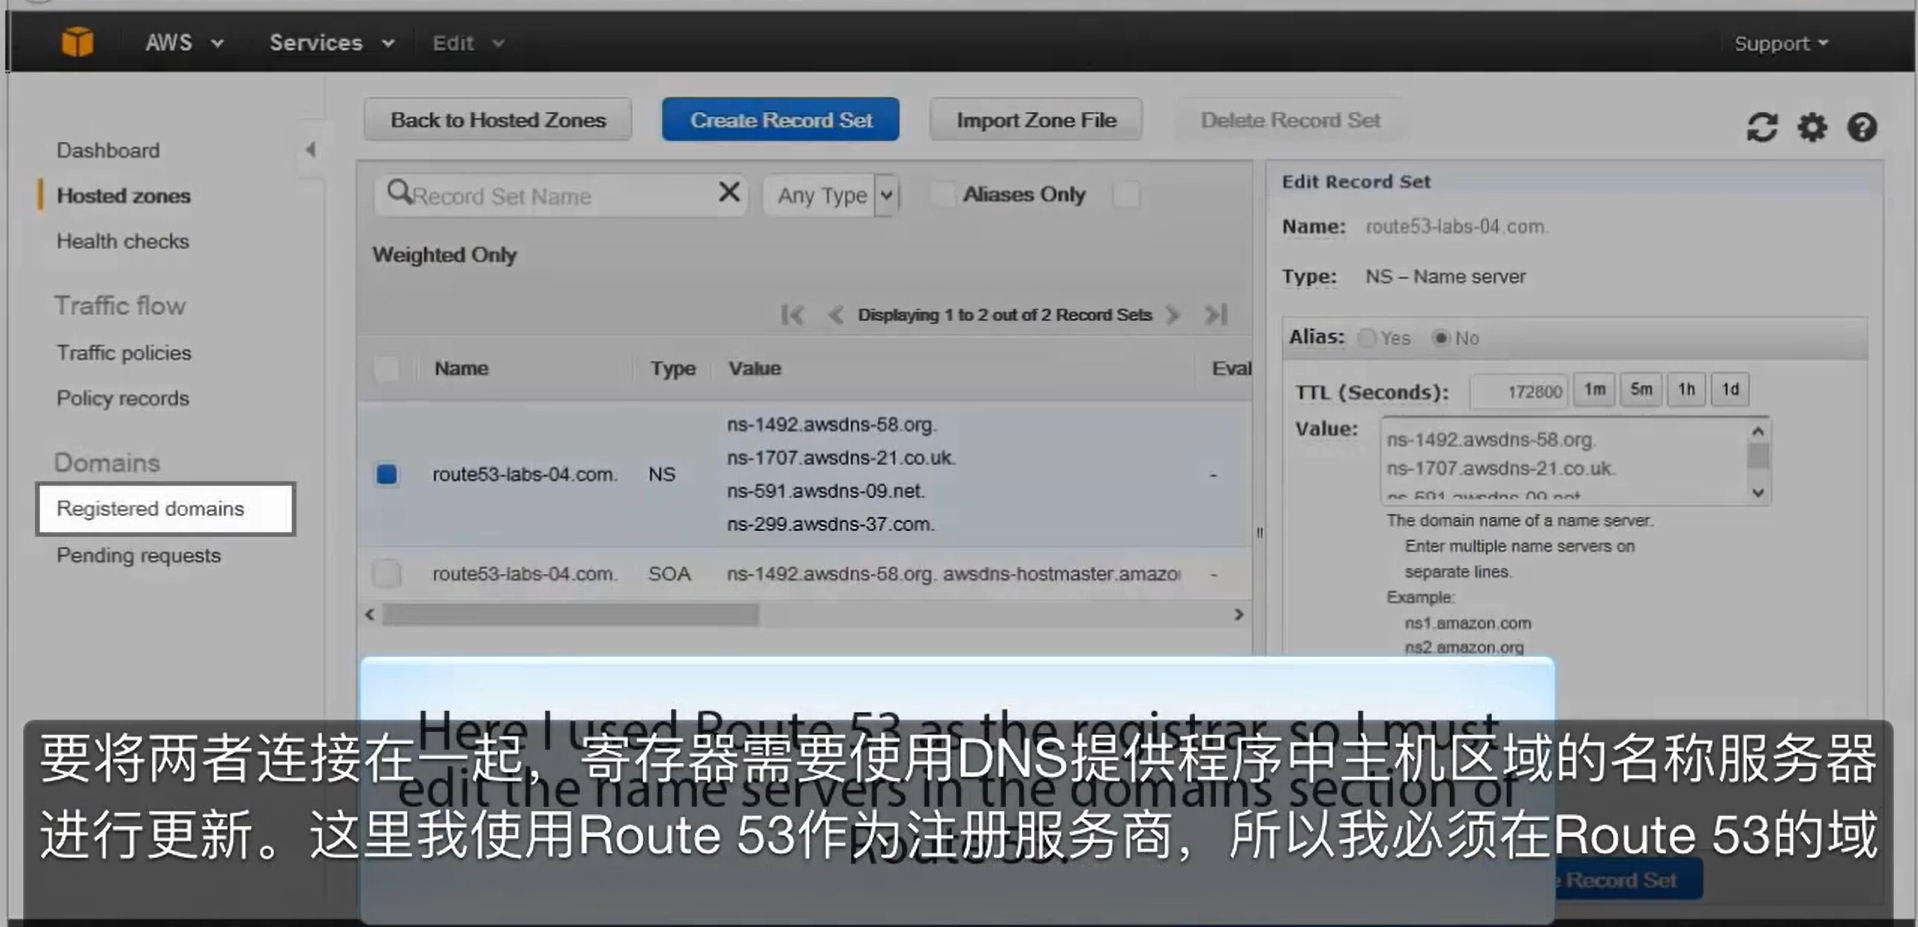 AWS Services Edit Support
Back to Hosted Zones Create Record Set Import Zone File Delete Record Set
Dashboard
Hosted zones
Health checks
Traffic flow
Traffic policies
Policy records
Domains
Registered domains
Pending requests
Record Set Name Any Type Aliases Only
Weighted Only
Displaying 1 to 2 out of 2 Record Sets
Name Type Value Eval
route53-labs-04.com. NS
ns-1492.awsdns-58.org.
ns-1707.awsdns-21.co.uk.
ns-591.awsdns-09.net.
ns-299.awsdns-37.com.
-
route53-labs-04.com. SOA ns-1492.awsdns-58.org. awsdns-hostmaster.amazo -
Edit Record Set
Name: route53-labs-04.com.
Type: NS – Name server
Alias: Yes No
TTL (Seconds): 172800 1m 5m 1h 1d
Value: ns-1492.awsdns-58.org.
ns-1707.awsdns-21.co.uk.
ns-591.awsdns-09.net
The domain name of a name server.
Enter multiple name servers on
separate lines.
Example:
ns1.amazon.com
ns2.amazon.org
Here I used Route 53 as the registrar, so I must
edit the name servers in the domains section of
Route 53.
要将两者连接在一起，寄存器需要使用DNS提供程序中主机区域的名称服务器
进行更新。这里我使用Route 53作为注册服务商，所以我必须在Route 53的域
Record Set